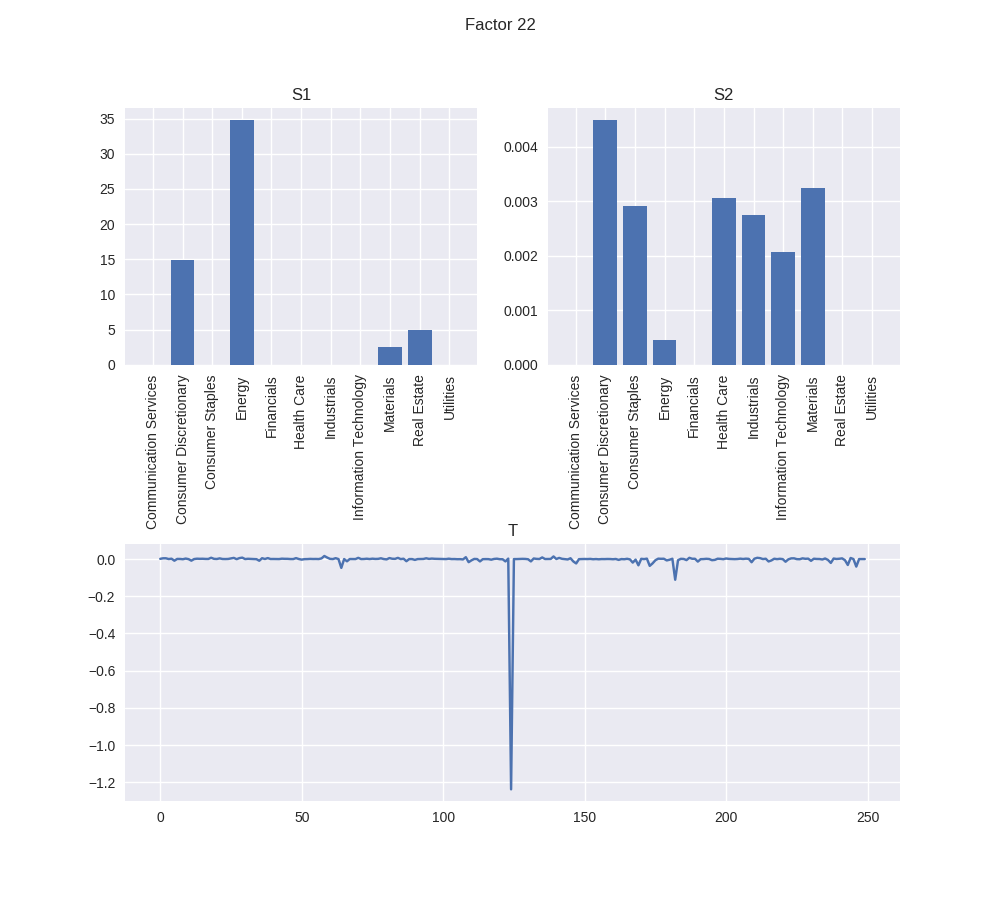 Factor 22
S1
35
30
25
20
15
10
5
0
Communication Services
Consumer Discretionary
Consumer Staples
Energy
Financials
Health Care
Industrials
Information Technology
Materials
Real Estate
Utilities
S2
0.004
0.003
0.002
0.001
0.000
Communication Services
Consumer Discretionary
Consumer Staples
Energy
Financials
Health Care
Industrials
Information Technology
Materials
Real Estate
Utilities
T
0.0
−0.2
−0.4
−0.6
−0.8
−1.0
−1.2
0 50 100 150 200 250